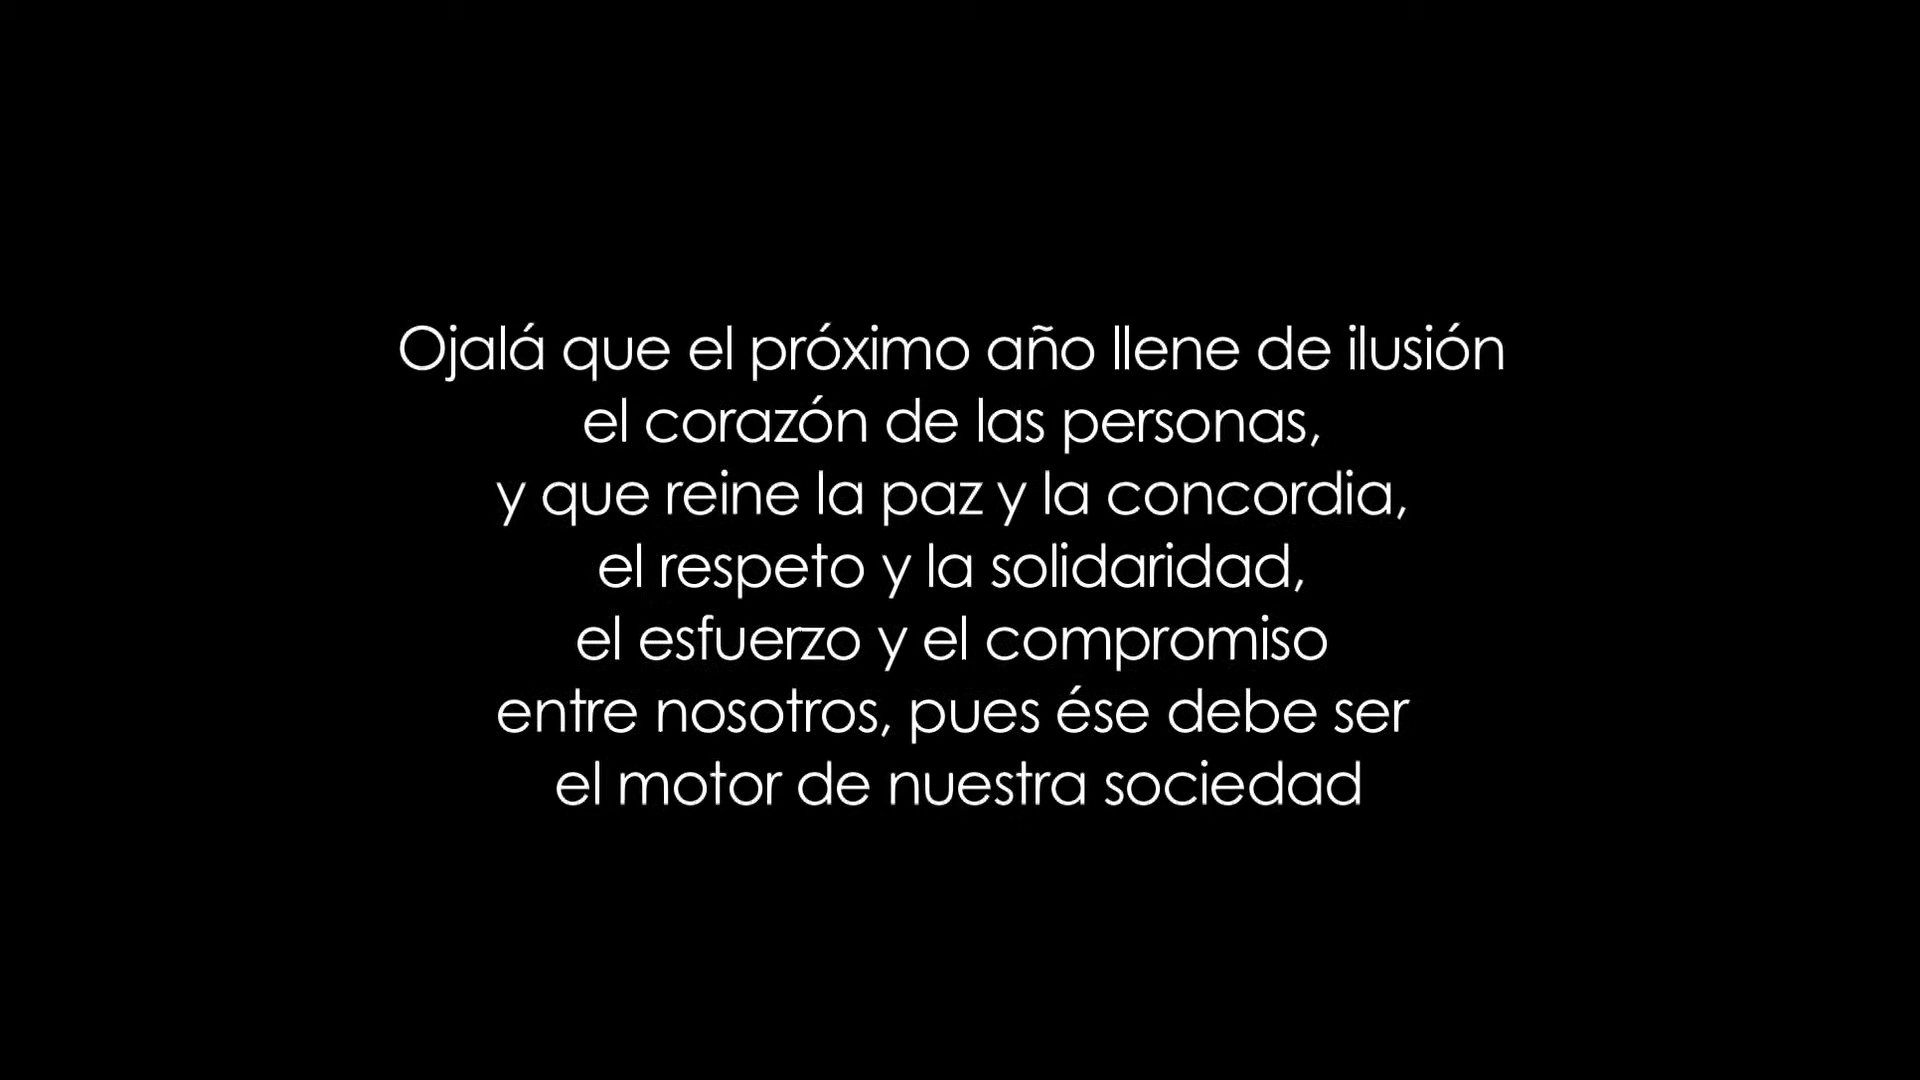 Ojalá que el próximo año llene de ilusión
el corazón de las personas,
y que reine la paz y la concordia,
el respeto y la solidaridad,
el esfuerzo y el compromiso
entre nosotros, pues ése debe ser
el motor de nuestra sociedad